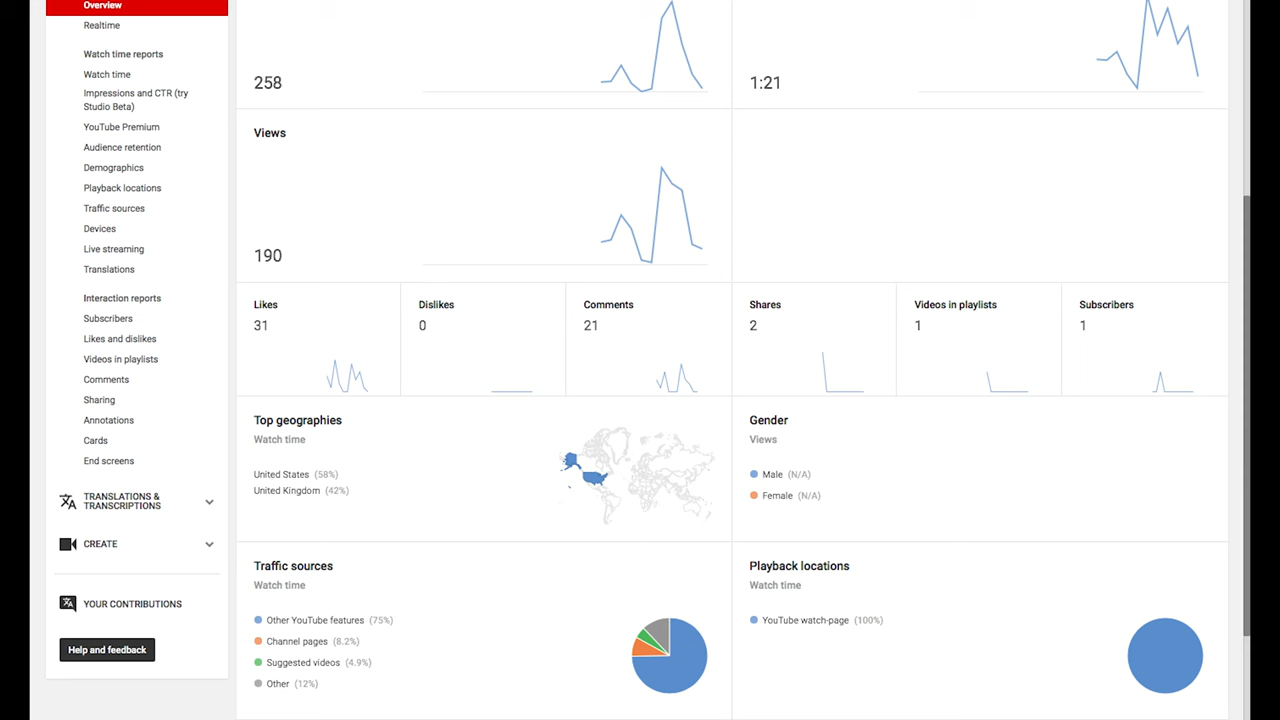 Overview
Realtime
Watch time reports
Watch time
Impressions and CTR (try
Studio Beta)
YouTube Premium
Audience retention
Demographics
Playback locations
Traffic sources
Devices
Live streaming
Translations
Interaction reports
Subscribers
Likes and dislikes
Videos in playlists
Comments
Sharing
Annotations
Cards
End screens
TRANSLATIONS &
TRANSCRIPTIONS
CREATE
YOUR CONTRIBUTIONS
Help and feedback
258
1:21
Views
190
Likes
31
Dislikes
0
Comments
21
Shares
2
Videos in playlists
1
Subscribers
1
Top geographies
Watch time
United States (58%)
United Kingdom (42%)
Gender
Views
Male (N/A)
Female (N/A)
Traffic sources
Watch time
Other YouTube features (75%)
Channel pages (8.2%)
Suggested videos (4.9%)
Other (12%)
Playback locations
Watch time
YouTube watch-page (100%)